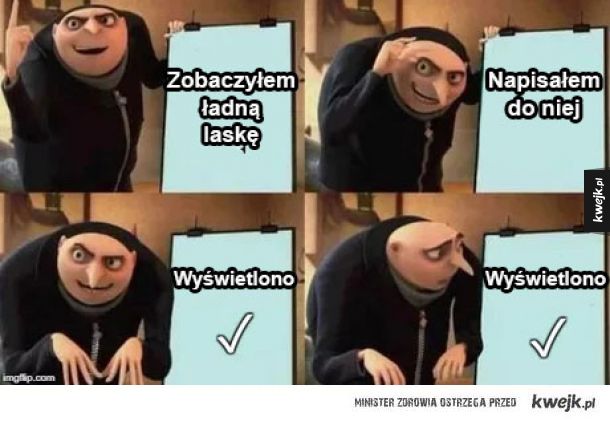 Zobaczyłem
ładną
laskę
Napisałem
do niej
kwejk.pl
Wyświetlono
✓
Wyświetlono
✓
imgflip.com
MINISTER ZDROWIA OSTRZEGA PRZED kwejk.pl